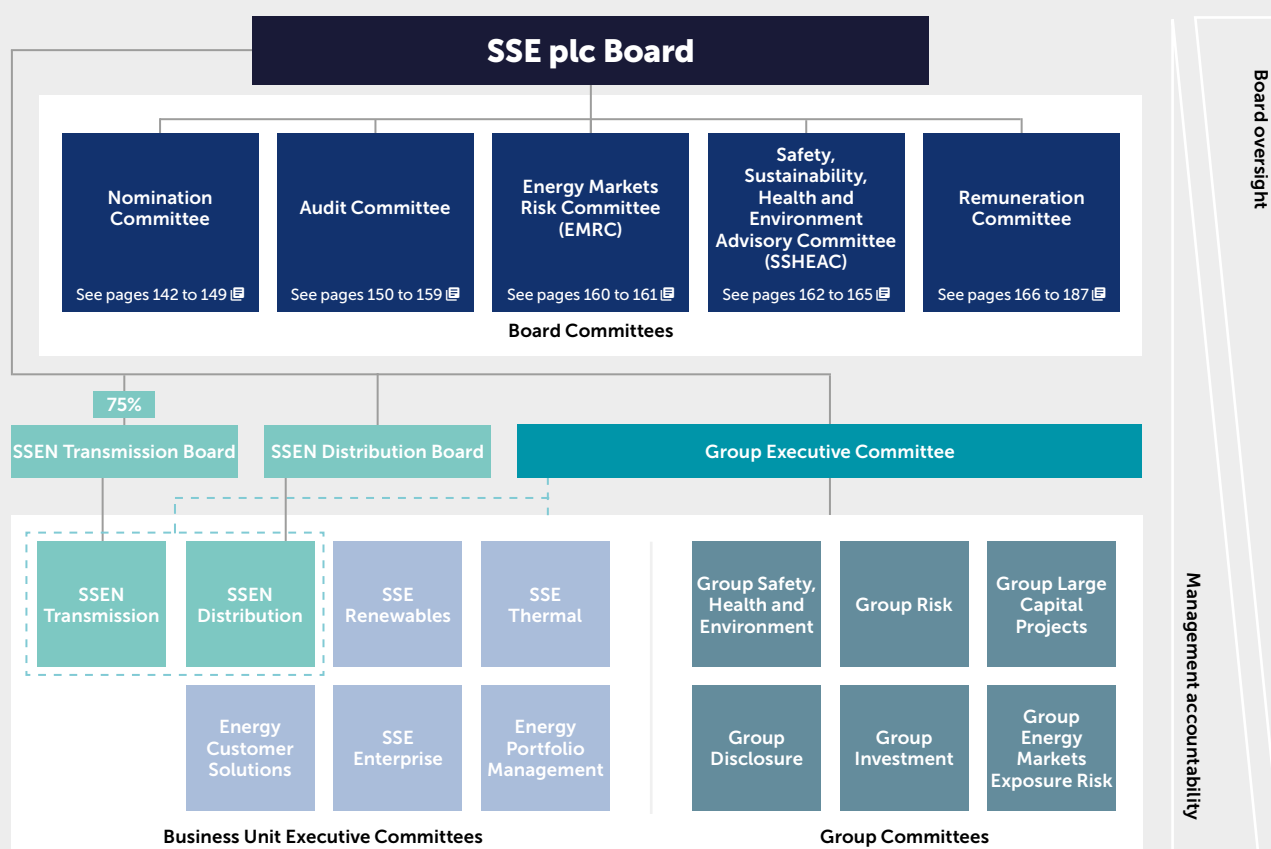 SSE plc Board
Board oversight
Nomination
Committee
See pages 142 to 149
Audit Committee
See pages 150 to 159
Energy Markets
Risk Committee
(EMRC)
See pages 160 to 161
Safety,
Sustainability,
Health and
Environment
Advisory Committee
(SSHEAC)
See pages 162 to 165
Remuneration
Committee
See pages 166 to 187
Board Committees
75%
SSEN Transmission Board
SSEN Distribution Board
Group Executive Committee
SSEN
Transmission
SSEN
Distribution
SSE
Renewables
SSE
Thermal
Energy
Customer
Solutions
SSE
Enterprise
Energy
Portfolio
Management
Business Unit Executive Committees
Group Safety,
Health and
Environment
Group Risk
Group Large
Capital
Projects
Group
Disclosure
Group
Investment
Group
Energy
Markets
Exposure Risk
Group Committees
Management accountability